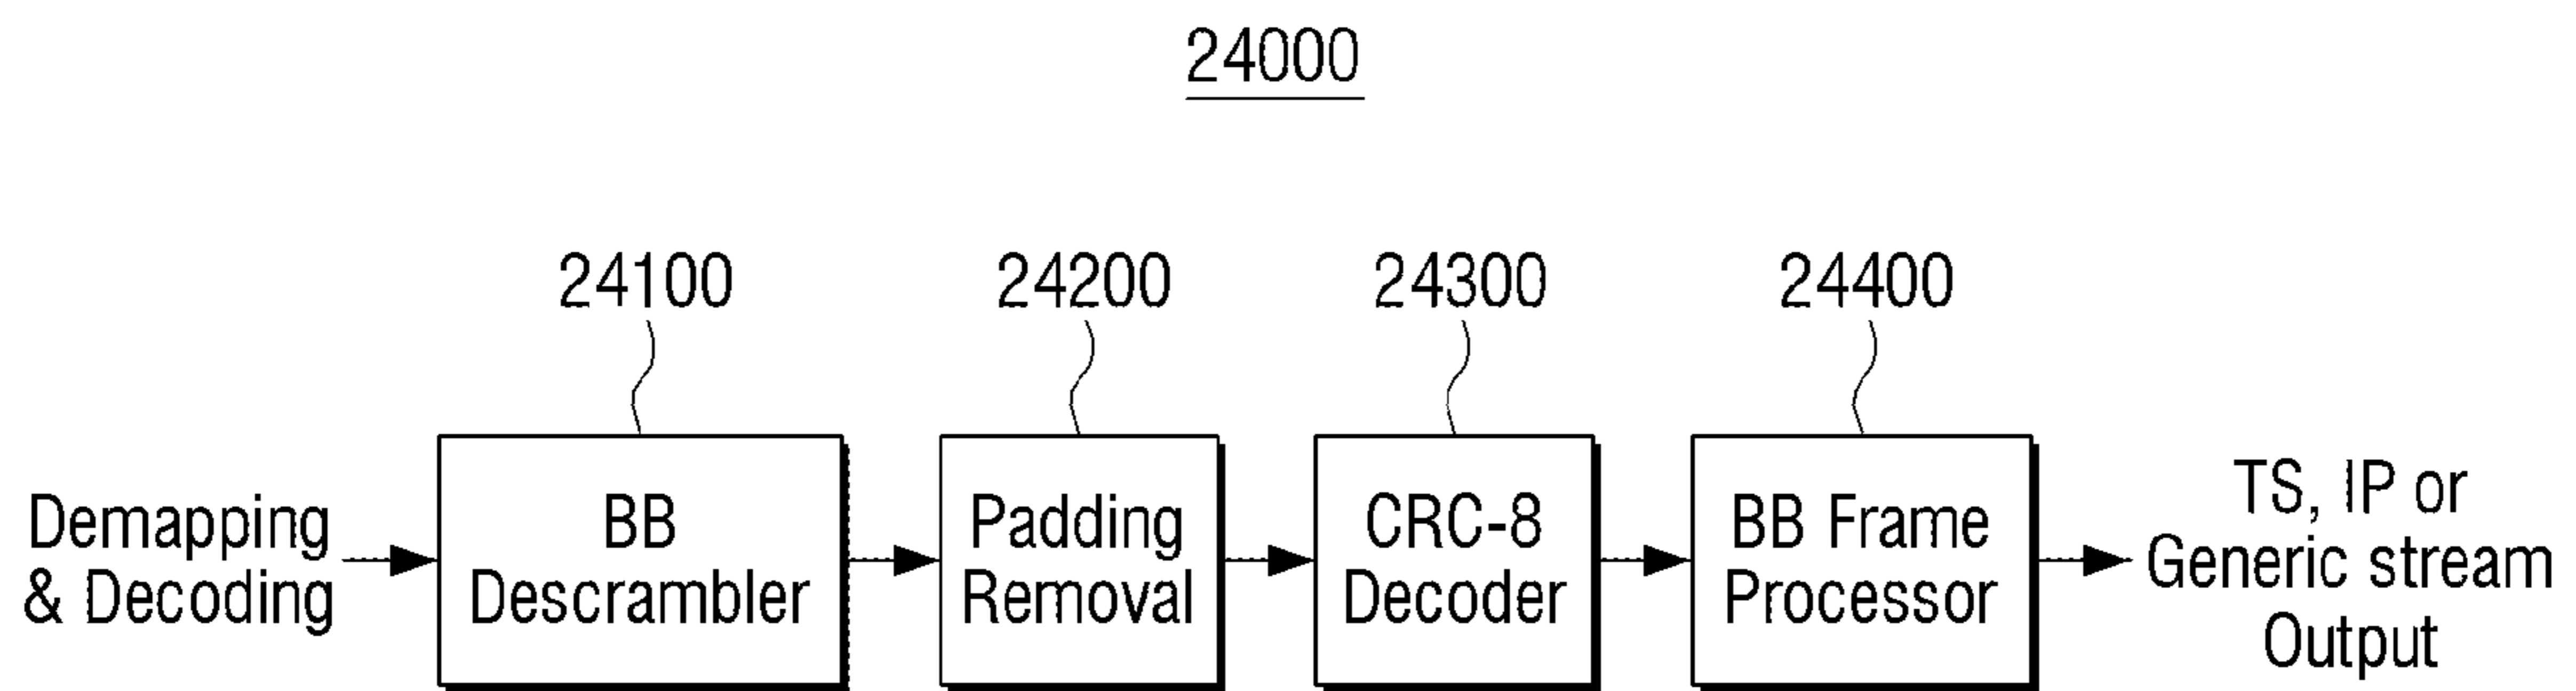 24000
24100
24200
24300
24400
Demapping
& Decoding
BB
Descrambler
Padding
Removal
CRC-8
Decoder
BB Frame
Processor
TS, IP or
Generic stream
Output